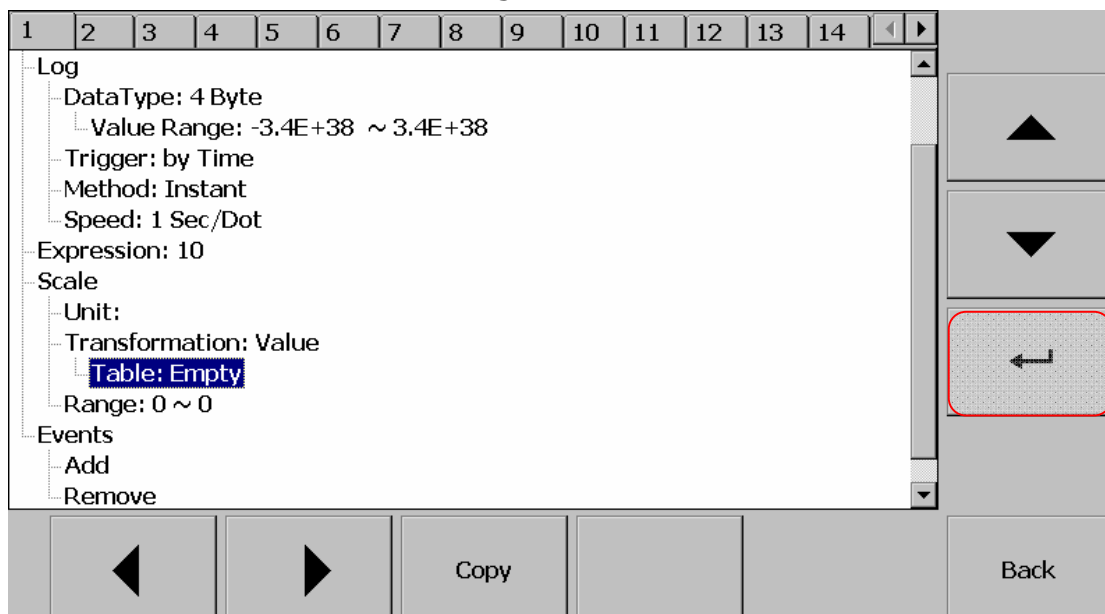 1 2 3 4 5 6 7 8 9 10 11 12 13 14
Log
DataType: 4 Byte
Value Range: -3.4E+38 ~ 3.4E+38
Trigger: by Time
Method: Instant
Speed: 1 Sec/Dot
Expression: 10
Scale
Unit:
Transformation: Value
Table: Empty
Range: 0 ~ 0
Events
Add
Remove
Copy Back